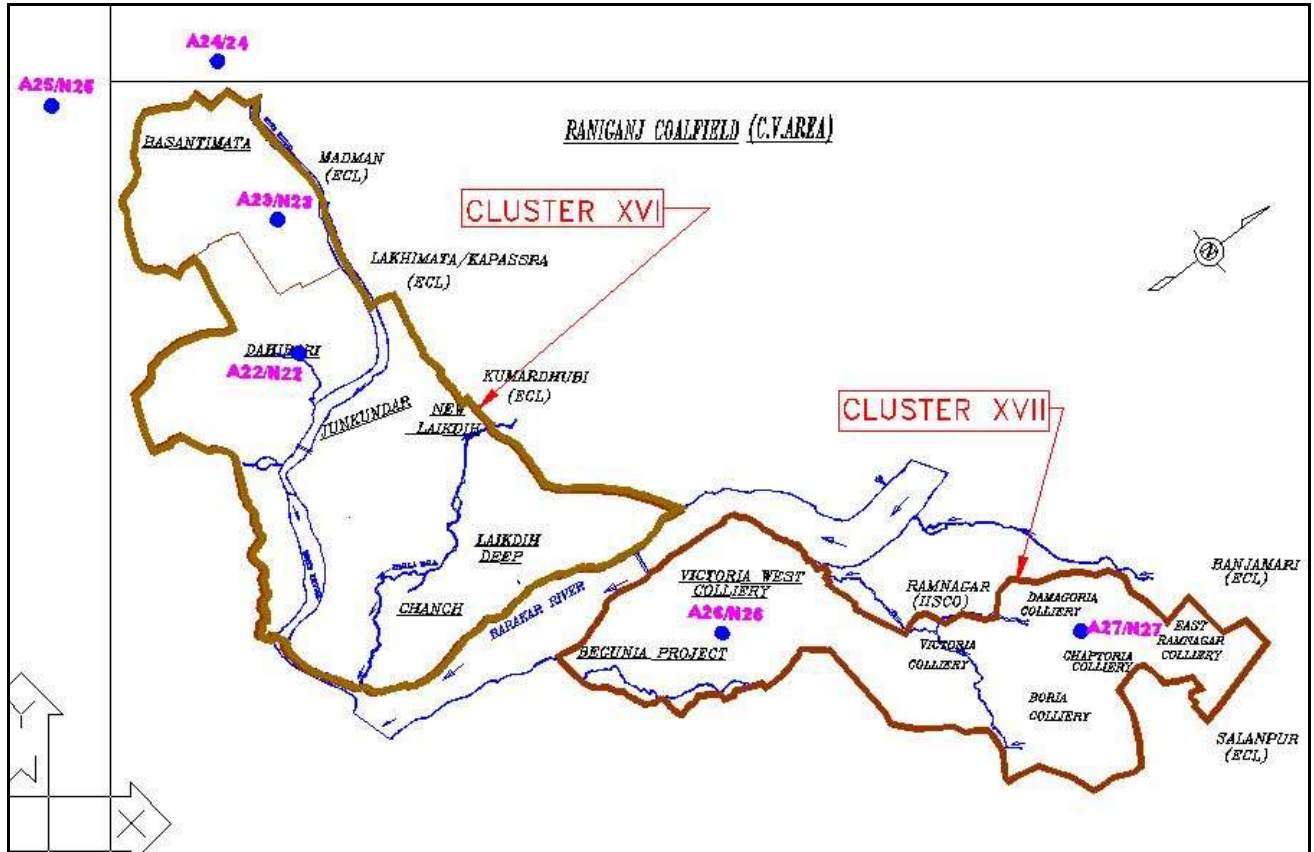 A24/24
A25/N25
RANIGANJ COALFIELD (C.V.AREA)
BASANTIMATA
MADMAN
(ECL)
A23/N23
CLUSTER XVI
LAKHIMATA/KAPASSRA
(ECL)
DAHIBARI
A22/N22
KUMARDHUBI
(ECL)
JUNKUNDAR
NEW
LAIKDIH
CLUSTER XVII
LAIKDIH
DEEP
CHANCH
BARAKAR RIVER
VICTORIA WEST
COLLIERY
A26/N26
BEGUNIA PROJECT
RAMNAGAR
(IISCO)
VICTORIA
COLLIERY
DAMAGORIA
COLLIERY
A27/N27
CHAPTORIA
COLLIERY
EAST
RAMNAGAR
COLLIERY
BANJAMARI
(ECL)
BORIA
COLLIERY
SALANPUR
(ECL)
Y
W
X